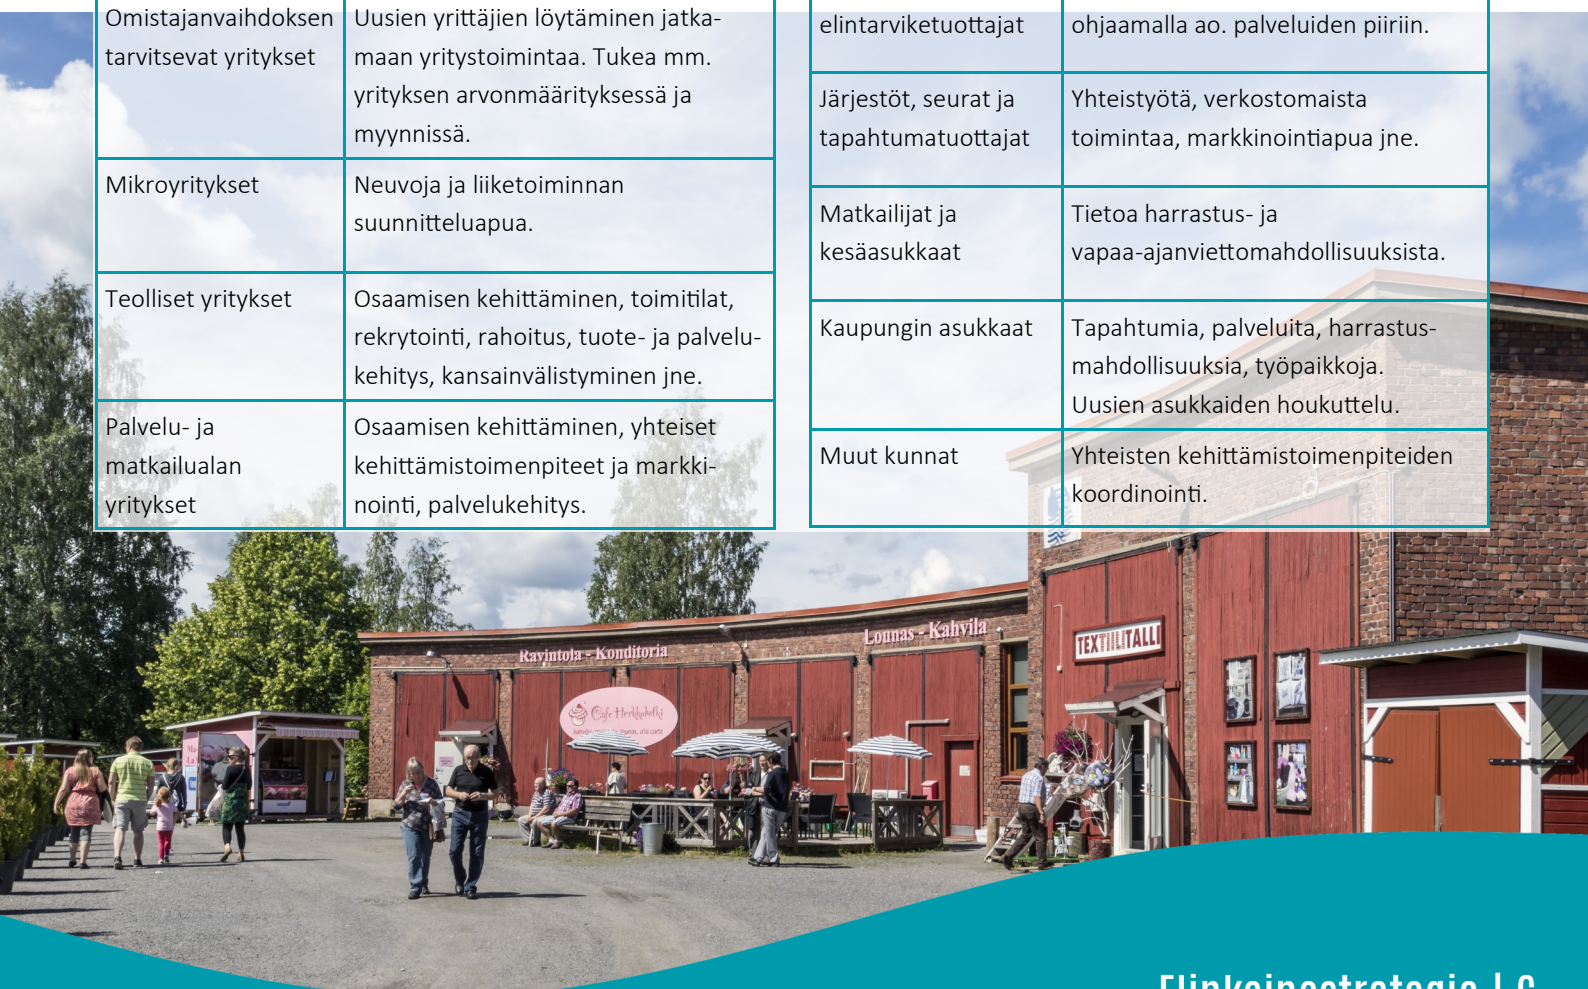 Omistajanvaihdoksen
tarvitsevat yritykset
Uusien yrittäjien löytäminen jatka-
maan yritystoimintaa. Tukea mm.
yrityksen arvonmäärityksessä ja
myynnissä.
Mikroyritykset
Neuvoja ja liiketoiminnan
suunnitteluapua.
Teolliset yritykset
Osaamisen kehittäminen, toimitilat,
rekrytointi, rahoitus, tuote- ja palvelu-
kehitys, kansainvälistyminen jne.
Palvelu- ja
matkailualan
yritykset
Osaamisen kehittäminen, yhteiset
kehittämistoimenpiteet ja markki-
nointi, palvelukehitys.
elintarviketuottajat
ohjaamalla ao. palveluiden piiriin.
Järjestöt, seurat ja
tapahtumatuottajat
Yhteistyötä, verkostomaista
toimintaa, markkinointiapua jne.
Matkailijat ja
kesäasukkaat
Tietoa harrastus- ja
vapaa-ajanviettomahdollisuuksista.
Kaupungin asukkaat
Tapahtumia, palveluita, harrastus-
mahdollisuuksia, työpaikkoja.
Uusien asukkaiden houkuttelu.
Muut kunnat
Yhteisten kehittämistoimenpiteiden
koordinointi.
Ravintola - Konditoria
Lounas - Kahvila
TEXTIILITALLI
Cafe Herkkuhetki
Elinkeinostrategia |